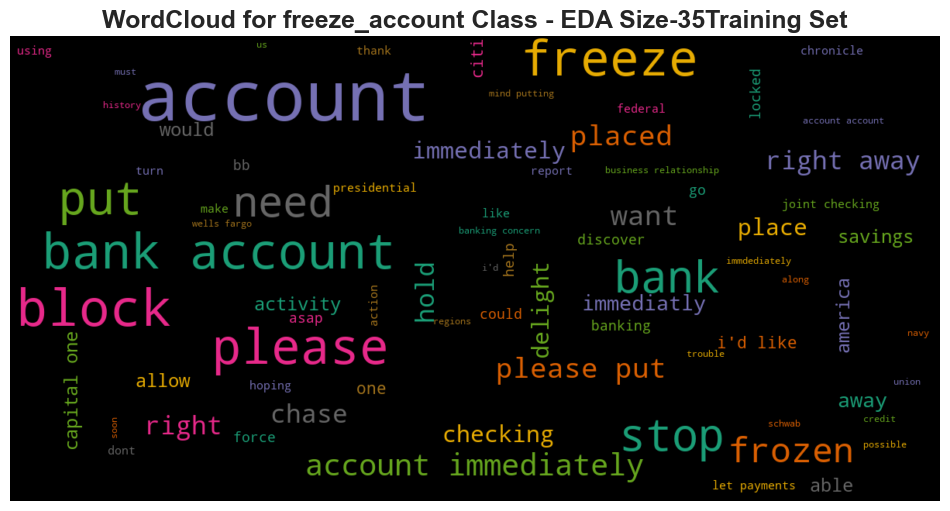 WordCloud for freeze_account Class - EDA Size-35Training Set
using
us
thank
citi
freeze
chronicle
must
account
history
mind putting
federal
locked
would
placed
account account
immediately
right away
bb
turn
report
business relationship
presidential
go
put
make
need
like
want
joint checking
wells fargo
place
banking concern
discover
savings
bank account
help
i'd
bank
immdediately
hold
delight
along
block
activity
action
immediatly
america
asap
regions
could
banking
navy
please
i'd like
capital one
trouble
allow
hoping
one
please put
union
chase
away
soon
right
force
checking
stop
schwab
credit
dont
frozen
possible
account immediately
let payments
able